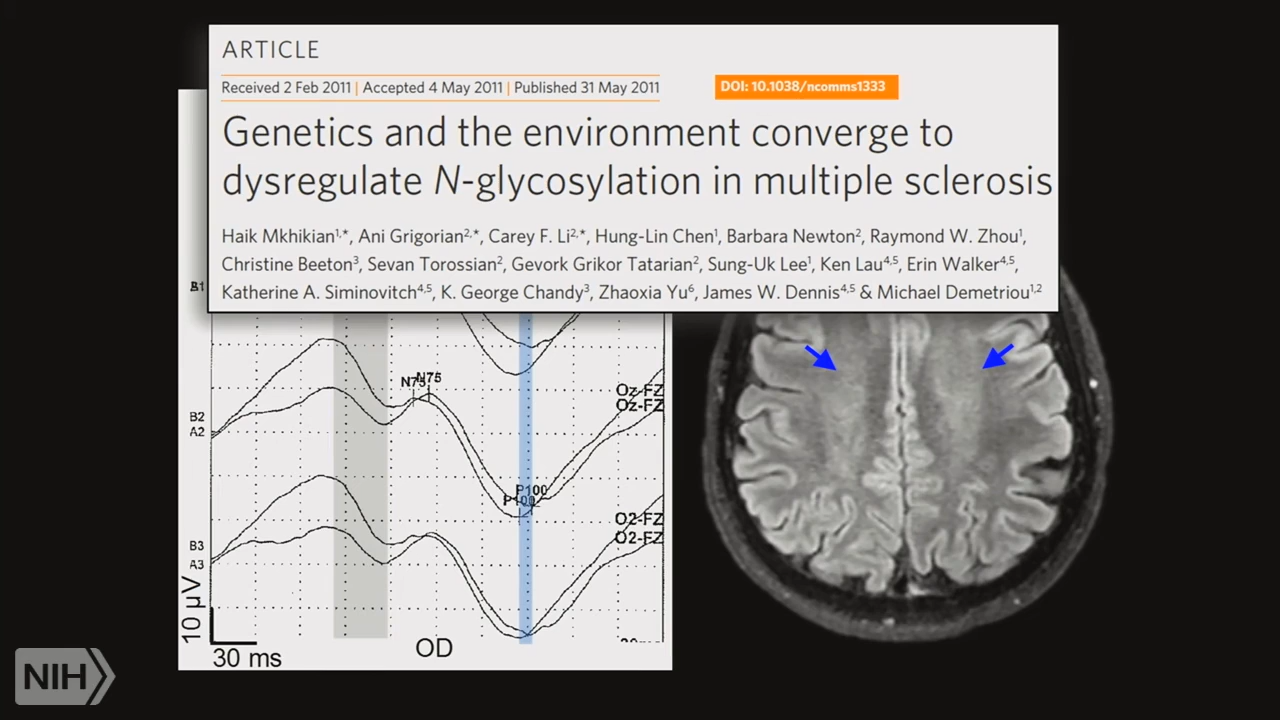 ARTICLE
Received 2 Feb 2011 | Accepted 4 May 2011 | Published 31 May 2011
DOI: 10.1038/ncomms1333
Genetics and the environment converge to
dysregulate N-glycosylation in multiple sclerosis
Haik Mkhikian1,*, Ani Grigorian2,*, Carey F. Li2,*, Hung-Lin Chen1, Barbara Newton2, Raymond W. Zhou1,
Christine Beeton3, Sevan Torossian2, Gevork Grikor Tatarian2, Sung-Uk Lee1, Ken Lau4,5, Erin Walker4,5,
Katherine A. Siminovitch4,5, K. George Chandy3, Zhaoxia Yu6, James W. Dennis4,5 & Michael Demetriou1,2
N75
N75
Oz-FZ
Oz-FZ
B2
A2
P100
P100
O2-FZ
O2-FZ
B3
A3
10 µV
30 ms
OD
NIH